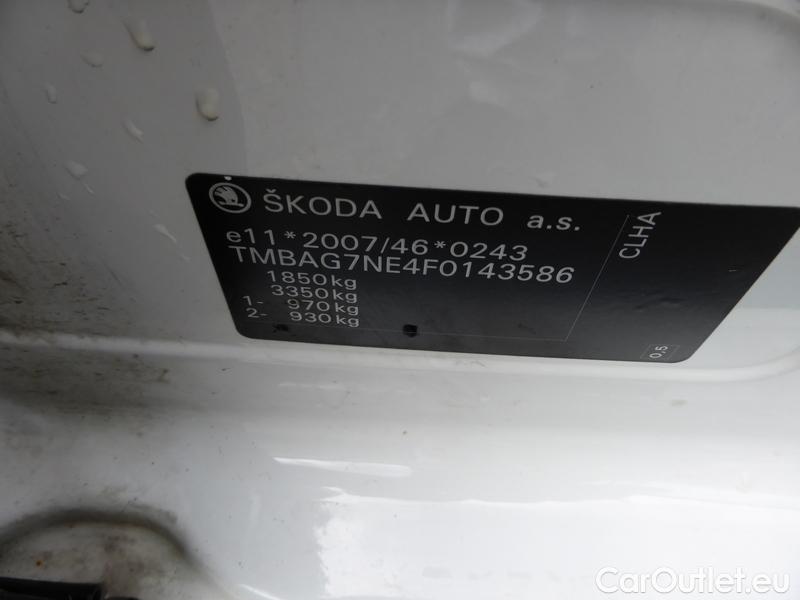 ŠKODA AUTO a.s.
e11*2007/46*0243
TMBAG7NE4F0143586
1850kg
3350kg
1- 970kg
2- 930kg
CLHA
0,5
CarOutlet.eu